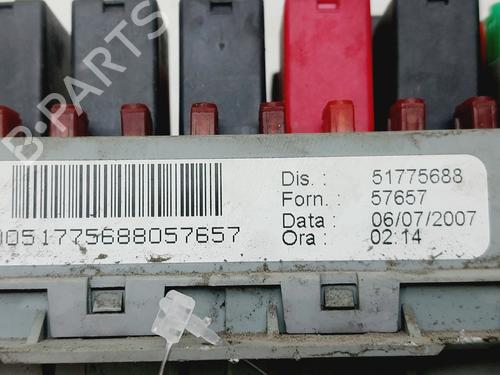 B-PARTS
Dis. : 51775688
Forn. : 57657
Data : 06/07/2007
Ora : 02:14
0051775688057657